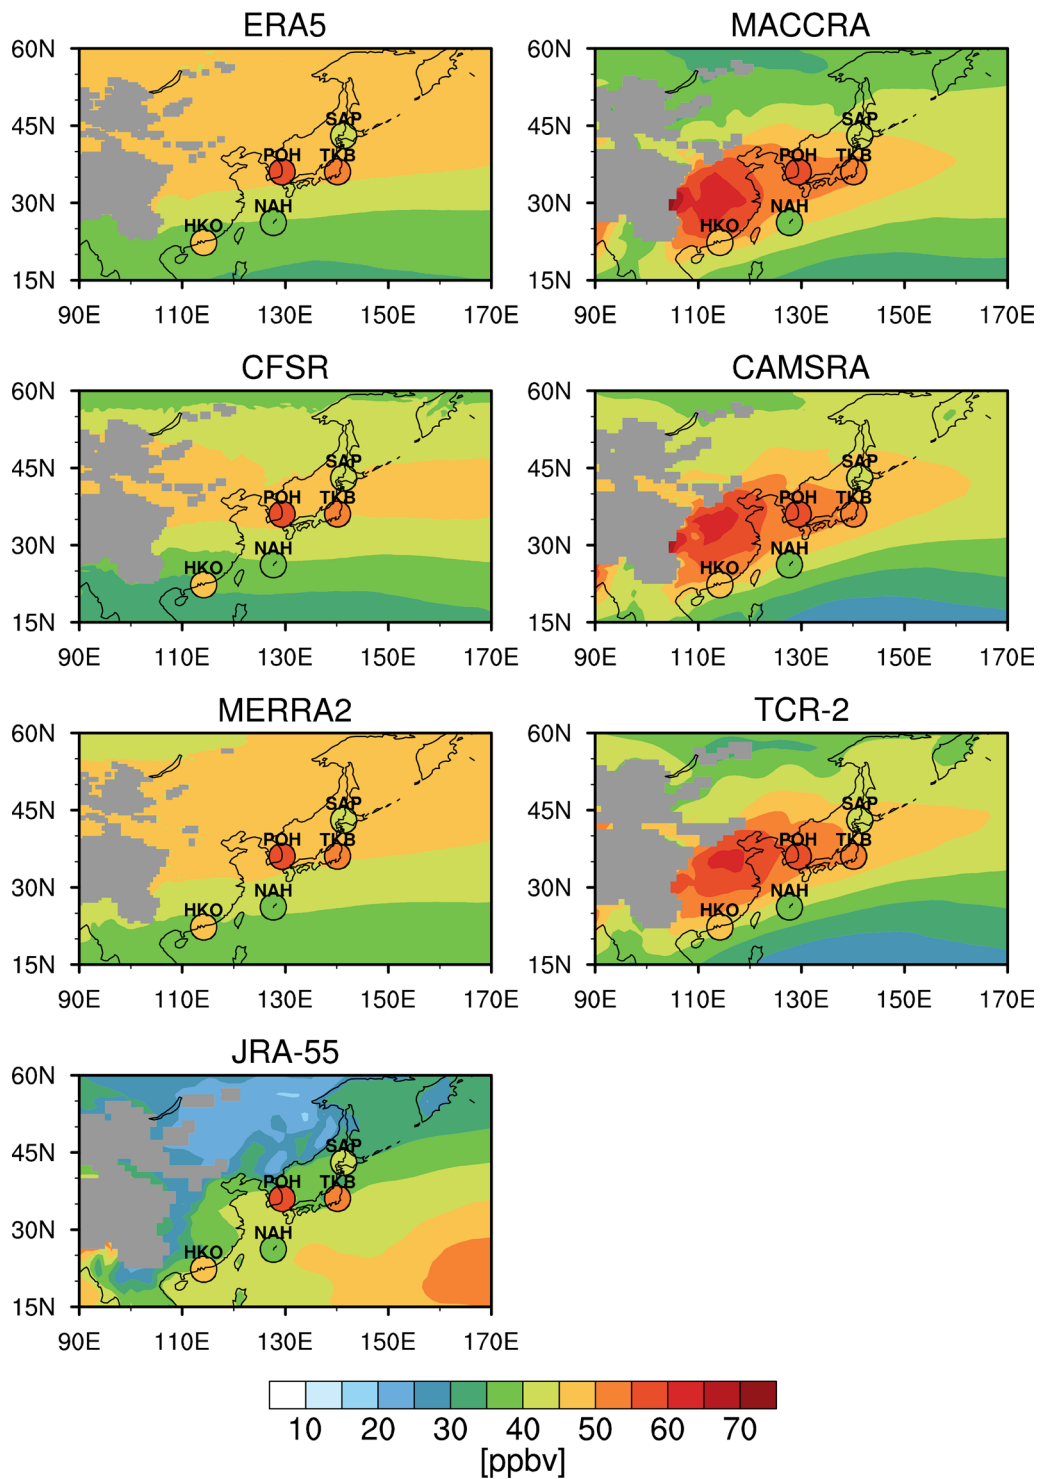 ERA5
60N
45N
30N
15N
SAP
POH TKB
NAH
HKO
90E 110E 130E 150E 170E
MACCRA
60N
45N
30N
15N
SAP
POH TKB
NAH
HKO
90E 110E 130E 150E 170E
CFSR
60N
45N
30N
15N
SAP
POH TKB
NAH
HKO
90E 110E 130E 150E 170E
CAMSRA
60N
45N
30N
15N
SAP
POH TKB
NAH
HKO
90E 110E 130E 150E 170E
MERRA2
60N
45N
30N
15N
SAP
POH TKB
NAH
HKO
90E 110E 130E 150E 170E
TCR-2
60N
45N
30N
15N
SAP
POH TKB
NAH
HKO
90E 110E 130E 150E 170E
JRA-55
60N
45N
30N
15N
SAP
POH TKB
NAH
HKO
90E 110E 130E 150E 170E
10 20 30 40 50 60 70
[ppbv]